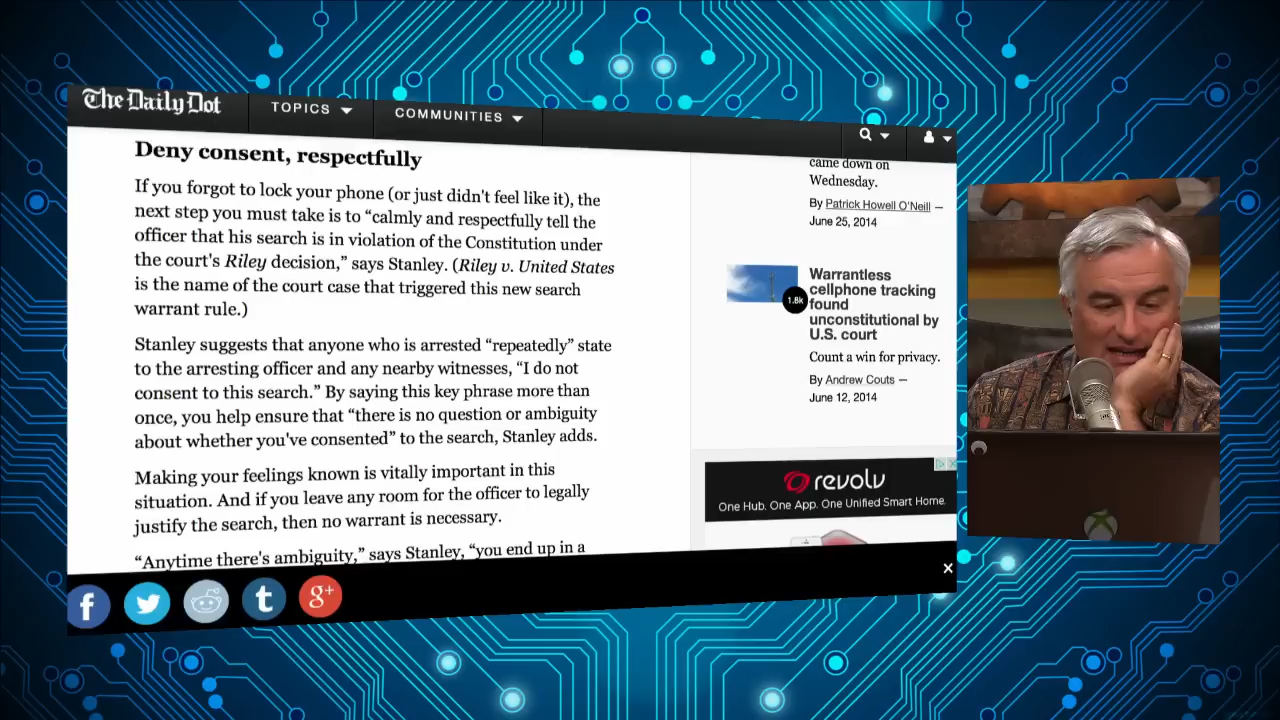 The Daily Dot
TOPICS
COMMUNITIES
Deny consent, respectfully
If you forgot to lock your phone (or just didn't feel like it), the
next step you must take is to “calmly and respectfully tell the
officer that his search is in violation of the Constitution under
the court's Riley decision,” says Stanley. (Riley v. United States
is the name of the court case that triggered this new search
warrant rule.)
Stanley suggests that anyone who is arrested “repeatedly” state
to the arresting officer and any nearby witnesses, “I do not
consent to this search.” By saying this key phrase more than
once, you help ensure that “there is no question or ambiguity
about whether you've consented” to the search, Stanley adds.
Making your feelings known is vitally important in this
situation. And if you leave any room for the officer to legally
justify the search, then no warrant is necessary.
“Anytime there's ambiguity,” says Stanley, “you end up in a
came down on
Wednesday.
By Patrick Howell O'Neill —
June 25, 2014
1.8k
Warrantless
cellphone tracking
found
unconstitutional by
U.S. court
Count a win for privacy.
By Andrew Couts —
June 12, 2014
revolv
One Hub. One App. One Unified Smart Home.
f
t
g+